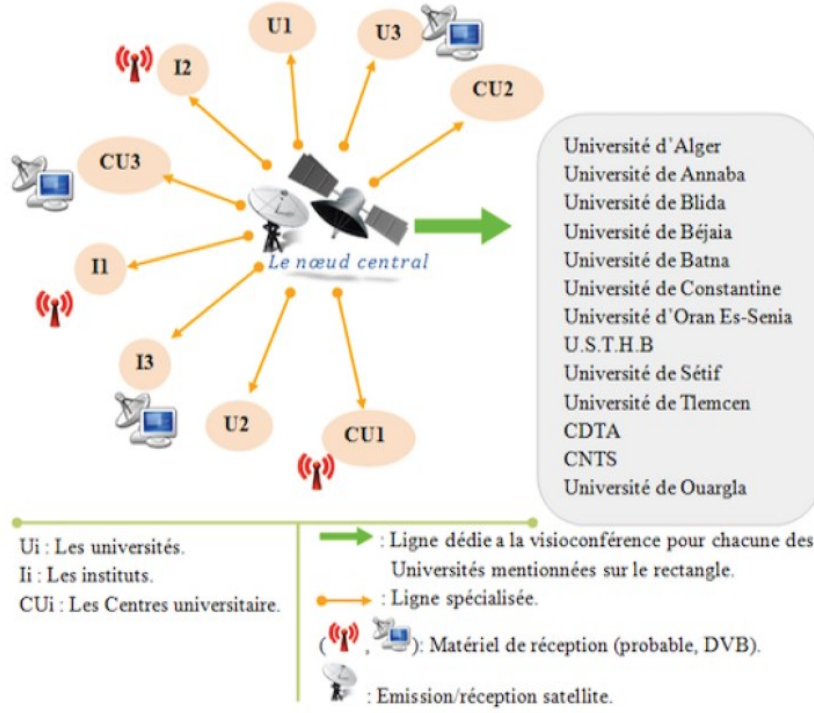 U1
U3
I2
CU2
CU3
I1
I3
U2
CU1
Le nœud central
Université d'Alger
Université de Annaba
Université de Blida
Université de Béjaia
Université de Batna
Université de Constantine
Université d'Oran Es-Senia
U.S.T.H.B
Université de Sétif
Université de Tlemcen
CDTA
CNTS
Université de Ouargla
Ui : Les universités.
Ii : Les instituts.
CUi : Les Centres universitaire.
: Ligne dédie a la visioconférence pour chacune des
Universités mentionnées sur le rectangle.
: Ligne spécialisée.
( , ): Matériel de réception (probable, DVB).
: Emission/réception satellite.